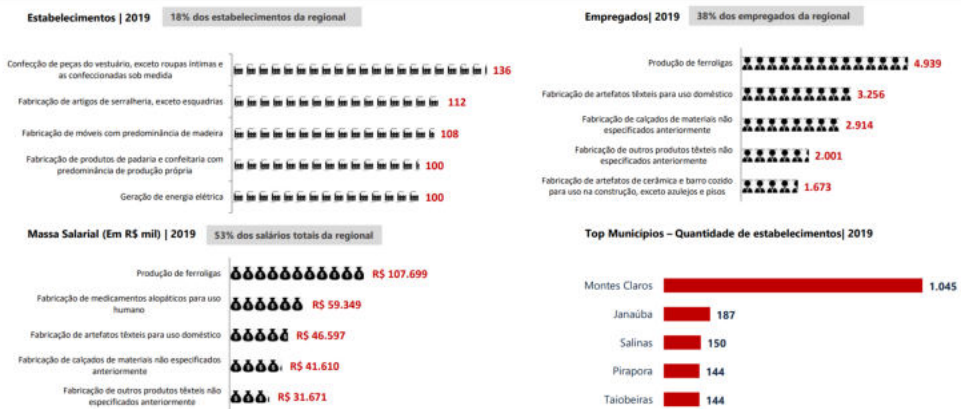 Estabelecimentos | 2019
18% dos estabelecimentos da regional
Confecção de peças do vestuário, exceto roupas íntimas e
as confeccionadas sob medida
136
Fabricação de artigos de serralheria, exceto esquadrias
112
Fabricação de móveis com predominância de madeira
108
Fabricação de produtos de padaria e confeitaria com
predominância de produção própria
100
Geração de energia elétrica
100
Empregados| 2019
38% dos empregados da regional
Produção de ferroligas
4.939
Fabricação de artefatos têxteis para uso doméstico
3.256
Fabricação de calçados de materiais não
especificados anteriormente
2.914
Fabricação de outros produtos têxteis não
especificados anteriormente
2.001
Fabricação de artefatos de cerâmica e barro cozido
para uso na construção, exceto azulejos e pisos
1.673
Massa Salarial (Em R$ mil) | 2019
53% dos salários totais da regional
Produção de ferroligas
R$ 107.699
Fabricação de medicamentos alopáticos para uso
humano
R$ 59.349
Fabricação de artefatos têxteis para uso doméstico
R$ 46.597
Fabricação de calçados de materiais não especificados
anteriormente
R$ 41.610
Fabricação de outros produtos têxteis não
especificados anteriormente
R$ 31.671
Top Municípios – Quantidade de estabelecimentos| 2019
Montes Claros
1.045
Janaúba
187
Salinas
150
Pirapora
144
Taiobeiras
144